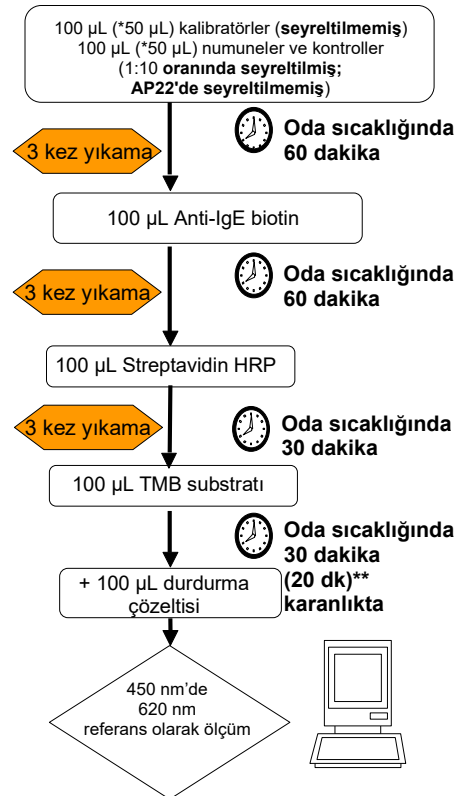 100 µL (*50 µL) kalibratörler (seyreltilmemiş)
100 µL (*50 µL) numuneler ve kontroller
(1:10 oranında seyreltilmiş;
AP22'de seyreltilmemiş)
3 kez yıkama
Oda sıcaklığında
60 dakika
100 µL Anti-IgE biotin
3 kez yıkama
Oda sıcaklığında
60 dakika
100 µL Streptavidin HRP
3 kez yıkama
Oda sıcaklığında
30 dakika
100 µL TMB substratı
Oda sıcaklığında
30 dakika
(20 dk)**
karanlıkta
+ 100 µL durdurma
çözeltisi
450 nm’de
620 nm
referans olarak ölçüm